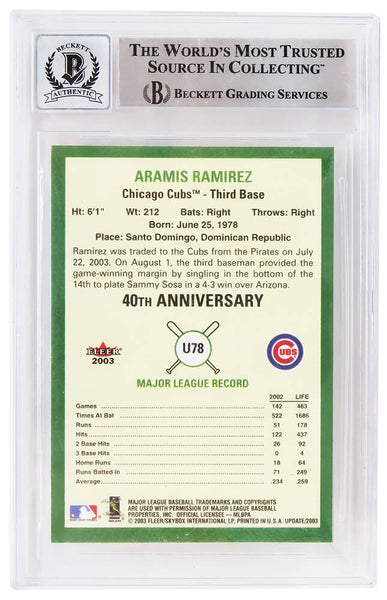 BECKETT
B
AUTHENTIC
THE WORLD'S MOST TRUSTED
SOURCE IN COLLECTING™
B BECKETT GRADING SERVICES
ARAMIS RAMIREZ
Chicago Cubs™ - Third Base
Ht: 6'1" Wt: 212 Bats: Right Throws: Right
Born: June 25, 1978
Place: Santo Domingo, Dominican Republic
Ramirez was traded to the Cubs from the Pirates on July
22, 2003. On August 1, the third baseman provided the
game-winning margin by singling in the bottom of the
14th to plate Sammy Sosa in a 4-3 win over Arizona.
40TH ANNIVERSARY
FLEER
2003
U78
CUBS
MAJOR LEAGUE RECORD
2002 LIFE
Games 142 463
Times At Bat 522 1686
Runs 51 178
Hits 122 437
2 Base Hits 26 92
3 Base Hits 0 4
Home Runs 18 64
Runs Batted In 71 249
Average .234 .259
MAJOR LEAGUE BASEBALL TRADEMARKS AND COPYRIGHTS
ARE USED WITH PERMISSION OF MAJOR LEAGUE BASEBALL
PROPERTIES, INC. OFFICIAL LICENSEE — MLBPA
© 2003 FLEER/SKYBOX INTERNATIONAL LP, PRINTED IN U.S.A. UPDATE/2003